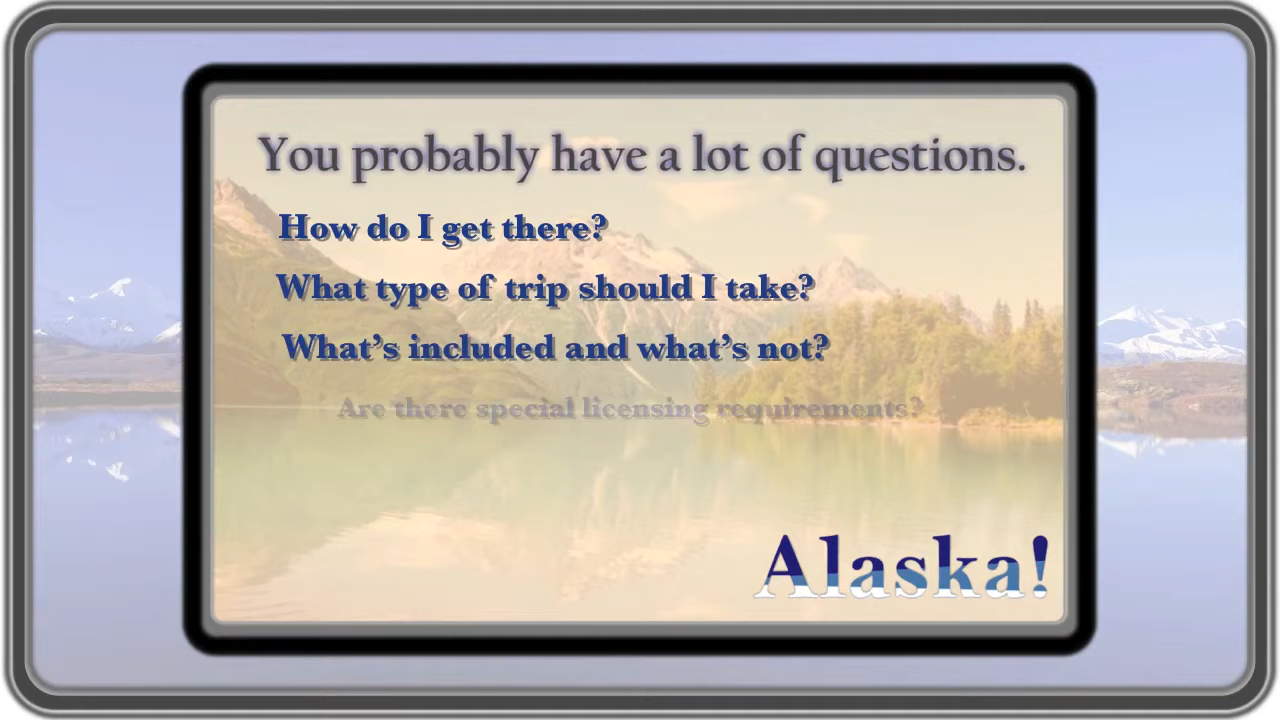 You probably have a lot of questions.
How do I get there?
What type of trip should I take?
What’s included and what’s not?
Are there special licensing requirements?
Alaska!